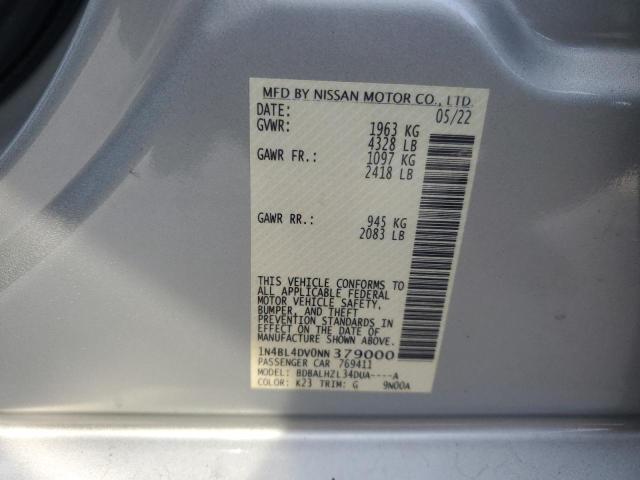 MFD BY NISSAN MOTOR CO., LTD.
DATE: 05/22
GVWR: 1963 KG
4328 LB
GAWR FR.: 1097 KG
2418 LB
GAWR RR.: 945 KG
2083 LB
THIS VEHICLE CONFORMS TO
ALL APPLICABLE FEDERAL
MOTOR VEHICLE SAFETY,
BUMPER, AND THEFT
PREVENTION STANDARDS IN
EFFECT ON THE DATE OF
MANUFACTURE SHOWN ABOVE.
1N4BL4DV0NN379000
PASSENGER CAR 769411
MODEL: BDBALHZL34DUA----A
COLOR: K23 TRIM: G 9N00A